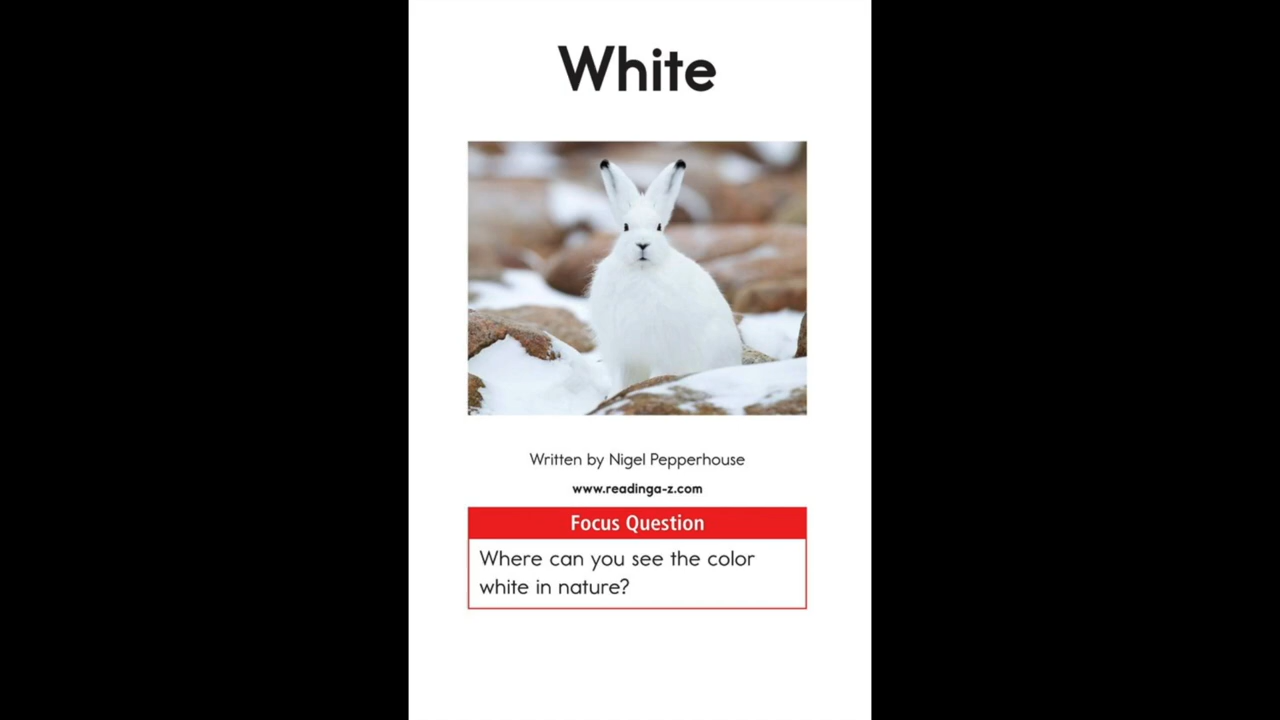 White
Written by Nigel Pepperhouse
www.readinga-z.com
Focus Question
Where can you see the color
white in nature?